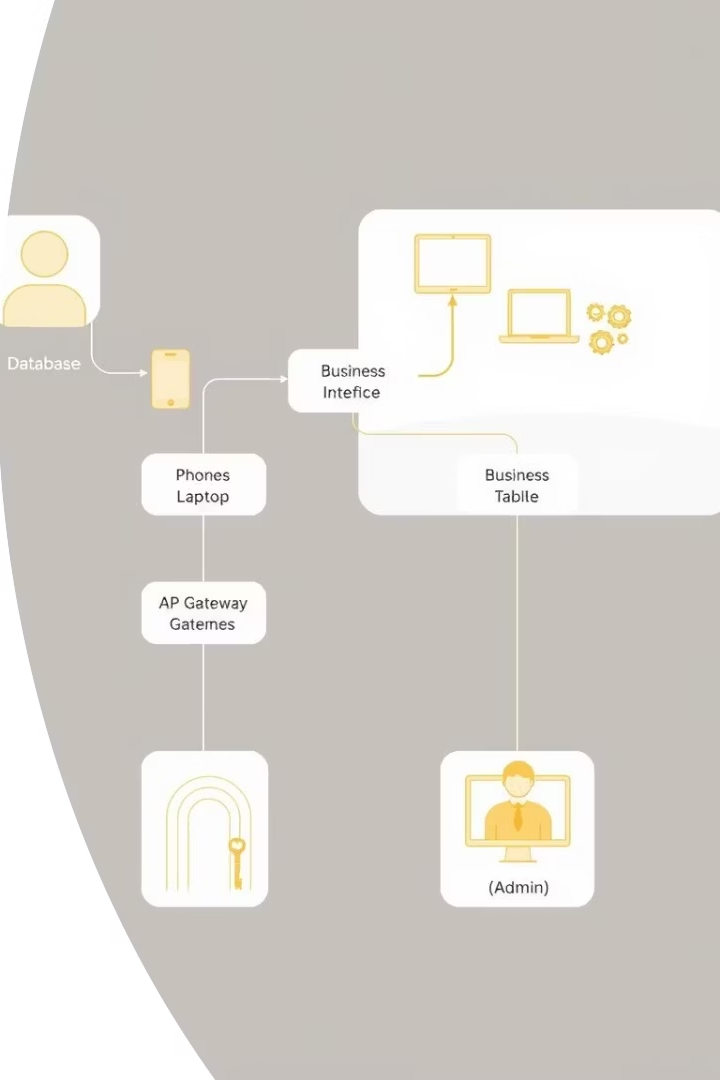 Database
Business
Intefice
Phones
Laptop
Business
Tablle
AP Gateway
Gatemes
(Admin)